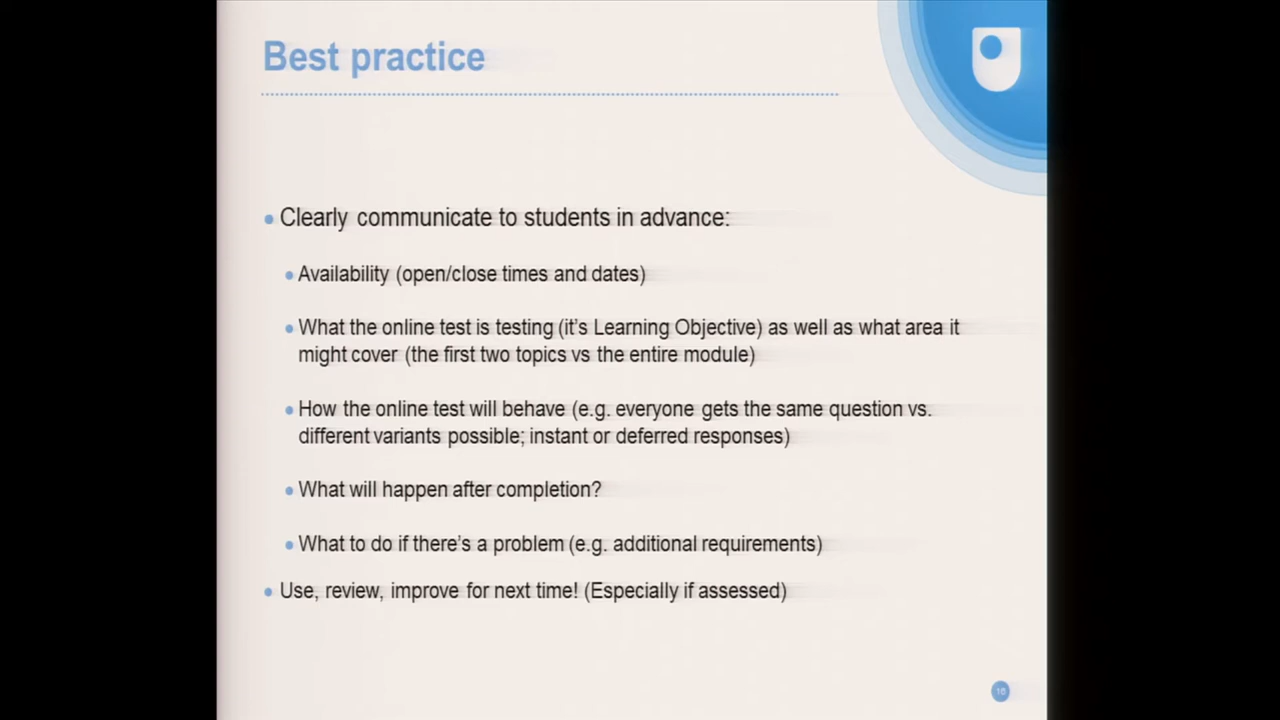 Best practice
Clearly communicate to students in advance:
Availability (open/close times and dates)
What the online test is testing (it's Learning Objective) as well as what area it
might cover (the first two topics vs the entire module)
How the online test will behave (e.g. everyone gets the same question vs.
different variants possible; instant or deferred responses)
What will happen after completion?
What to do if there's a problem (e.g. additional requirements)
Use, review, improve for next time! (Especially if assessed)